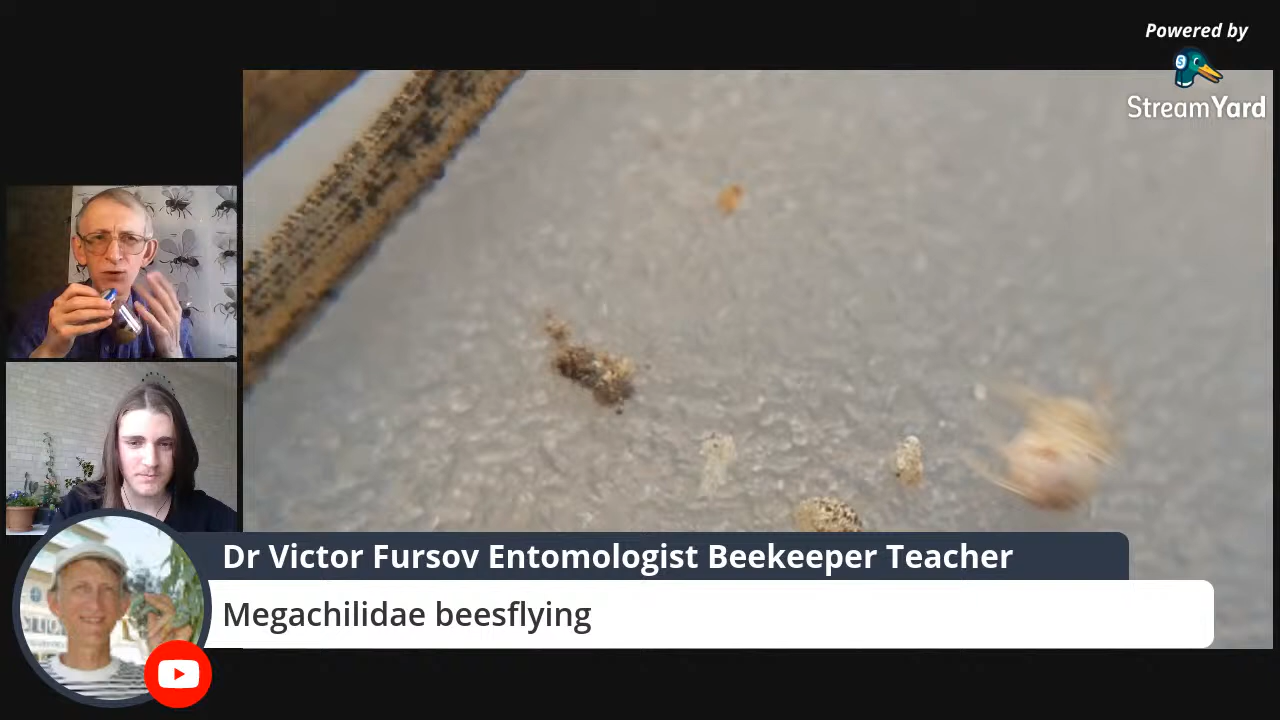 Powered by
StreamYard
Dr Victor Fursov Entomologist Beekeeper Teacher
Megachilidae beesflying